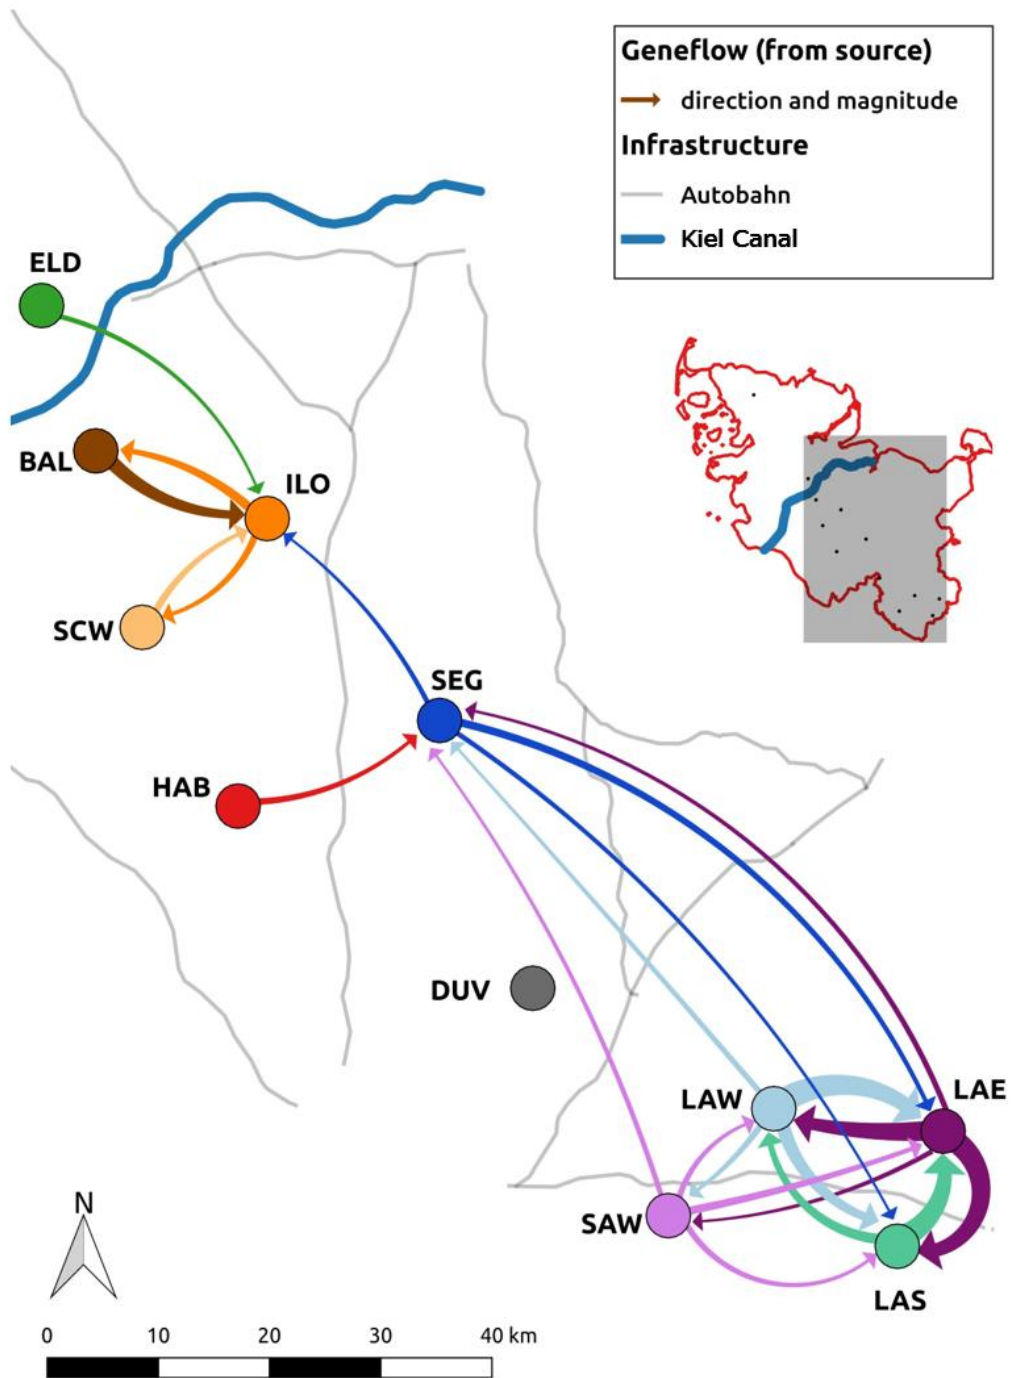 Geneflow (from source)
direction and magnitude
Infrastructure
Autobahn
Kiel Canal
ELD
BAL
ILO
SCW
SEG
HAB
DUV
LAW
LAE
SAW
LAS
N
0 10 20 30 40 km